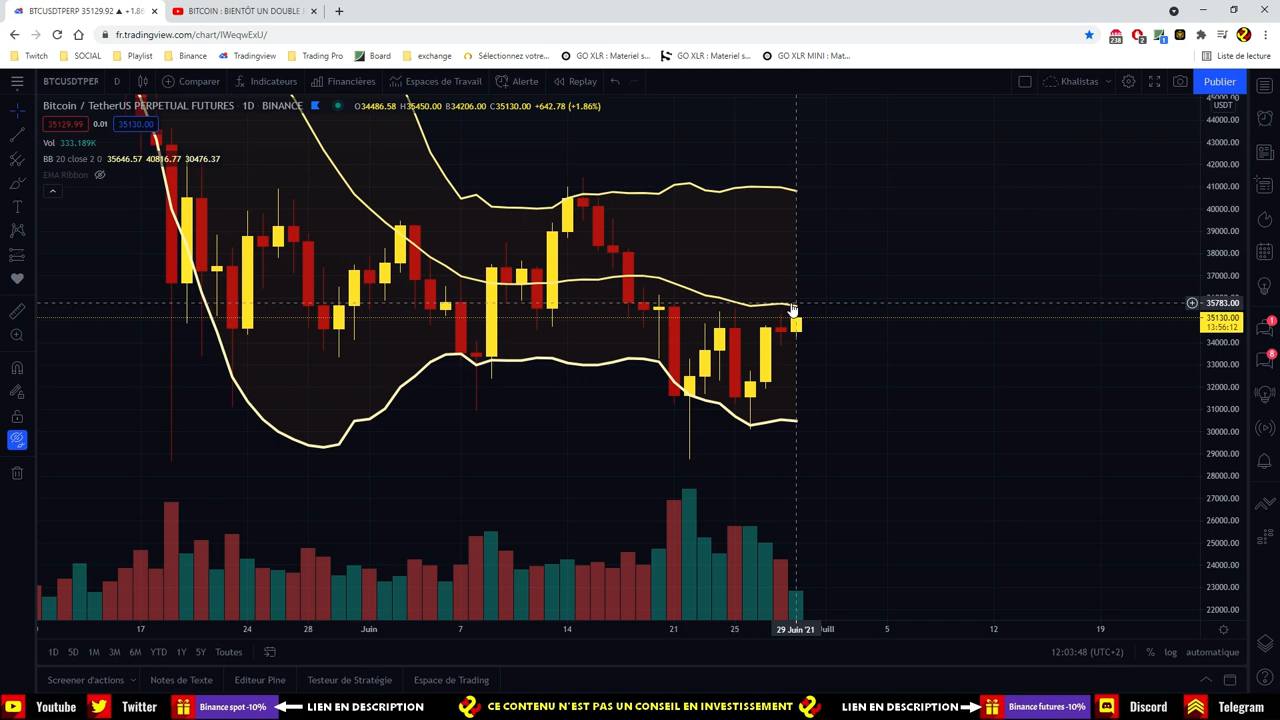 BTCUSDTPERP 35129.92 ▲ +1.86
BITCOIN : BIENTÔT UN DOUBLE
fr.tradingview.com/chart/IWeqwExU/
238
2
1
Twitch
SOCIAL
Playlist
Binance
Tradingview
Trading Pro
Board
exchange
Sélectionnez votre...
GO XLR : Materiel s...
GO XLR : Materiel s...
GO XLR MINI : Mat...
Liste de lecture
BTCUSDTPER
D
Comparer
Indicateurs
Financières
Espaces de Travail
Alerte
Replay
Khalistas
Publier
Bitcoin / TetherUS PERPETUAL FUTURES 1D BINANCE O34486.58 H35450.00 B34206.00 C35130.00 +642.78 (+1.86%)
35129.99 0.01 35130.00
Vol 333.189K
BB 20 close 2 0 35646.57 40816.77 30476.37
EMA Ribbon
USDT
44000.00
43000.00
42000.00
41000.00
40000.00
39000.00
38000.00
37000.00
35783.00
35130.00
13:56:12
34000.00
33000.00
32000.00
31000.00
30000.00
29000.00
28000.00
27000.00
26000.00
25000.00
24000.00
23000.00
22000.00
1
8
17 24 28 Juin 7 14 21 25 29 Juin '21 Juill 5 12 19
1D 5D 1M 3M 6M YTD 1Y 5Y Toutes
12:03:48 (UTC+2) % log automatique
Screener d'actions
Notes de Texte
Editeur Pine
Testeur de Stratégie
Espace de Trading
Youtube
Twitter
Binance spot -10%
LIEN EN DESCRIPTION
CE CONTENU N'EST PAS UN CONSEIL EN INVESTISSEMENT
LIEN EN DESCRIPTION
Binance futures -10%
Discord
Telegram